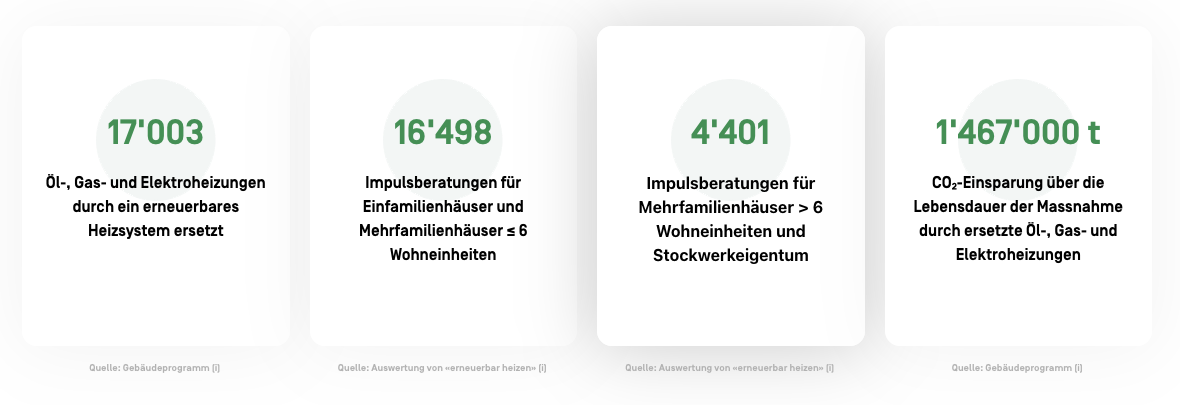 17'003
Öl-, Gas- und Elektroheizungen
durch ein erneuerbares
Heizsystem ersetzt
Quelle: Gebäudeprogramm [i]
16'498
Impulsberatungen für
Einfamilienhäuser und
Mehrfamilienhäuser ≤ 6
Wohneinheiten
Quelle: Auswertung von «erneuerbar heizen» [i]
4'401
Impulsberatungen für
Mehrfamilienhäuser > 6
Wohneinheiten und
Stockwerkeigentum
Quelle: Auswertung von «erneuerbar heizen» [i]
1'467'000 t
CO₂-Einsparung über die
Lebensdauer der Massnahme
durch ersetzte Öl-, Gas- und
Elektroheizungen
Quelle: Gebäudeprogramm [i]